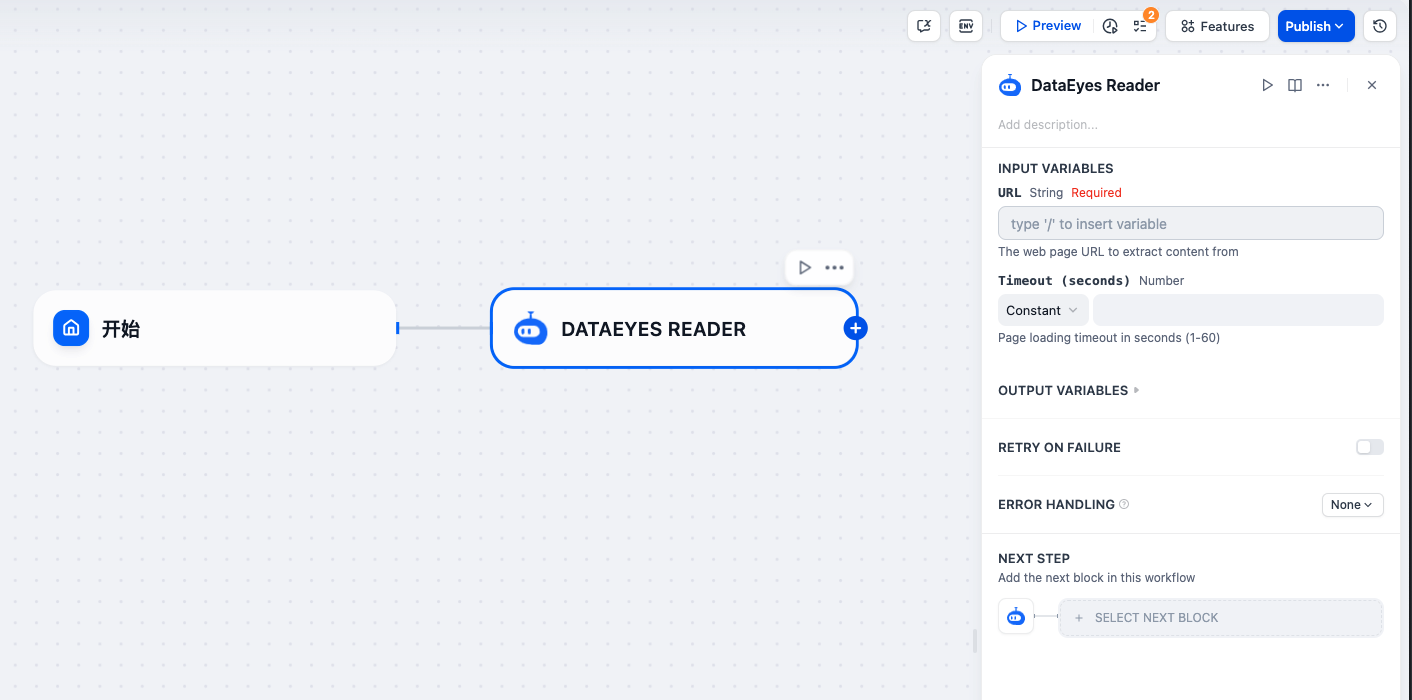 ENV
Preview
2
Features
Publish
DataEyes Reader
Add description...
INPUT VARIABLES
URL String Required
type '/' to insert variable
The web page URL to extract content from
Timeout (seconds) Number
Constant
Page loading timeout in seconds (1-60)
开始
DATAEYES READER
OUTPUT VARIABLES
RETRY ON FAILURE
ERROR HANDLING
None
NEXT STEP
Add the next block in this workflow
+ SELECT NEXT BLOCK